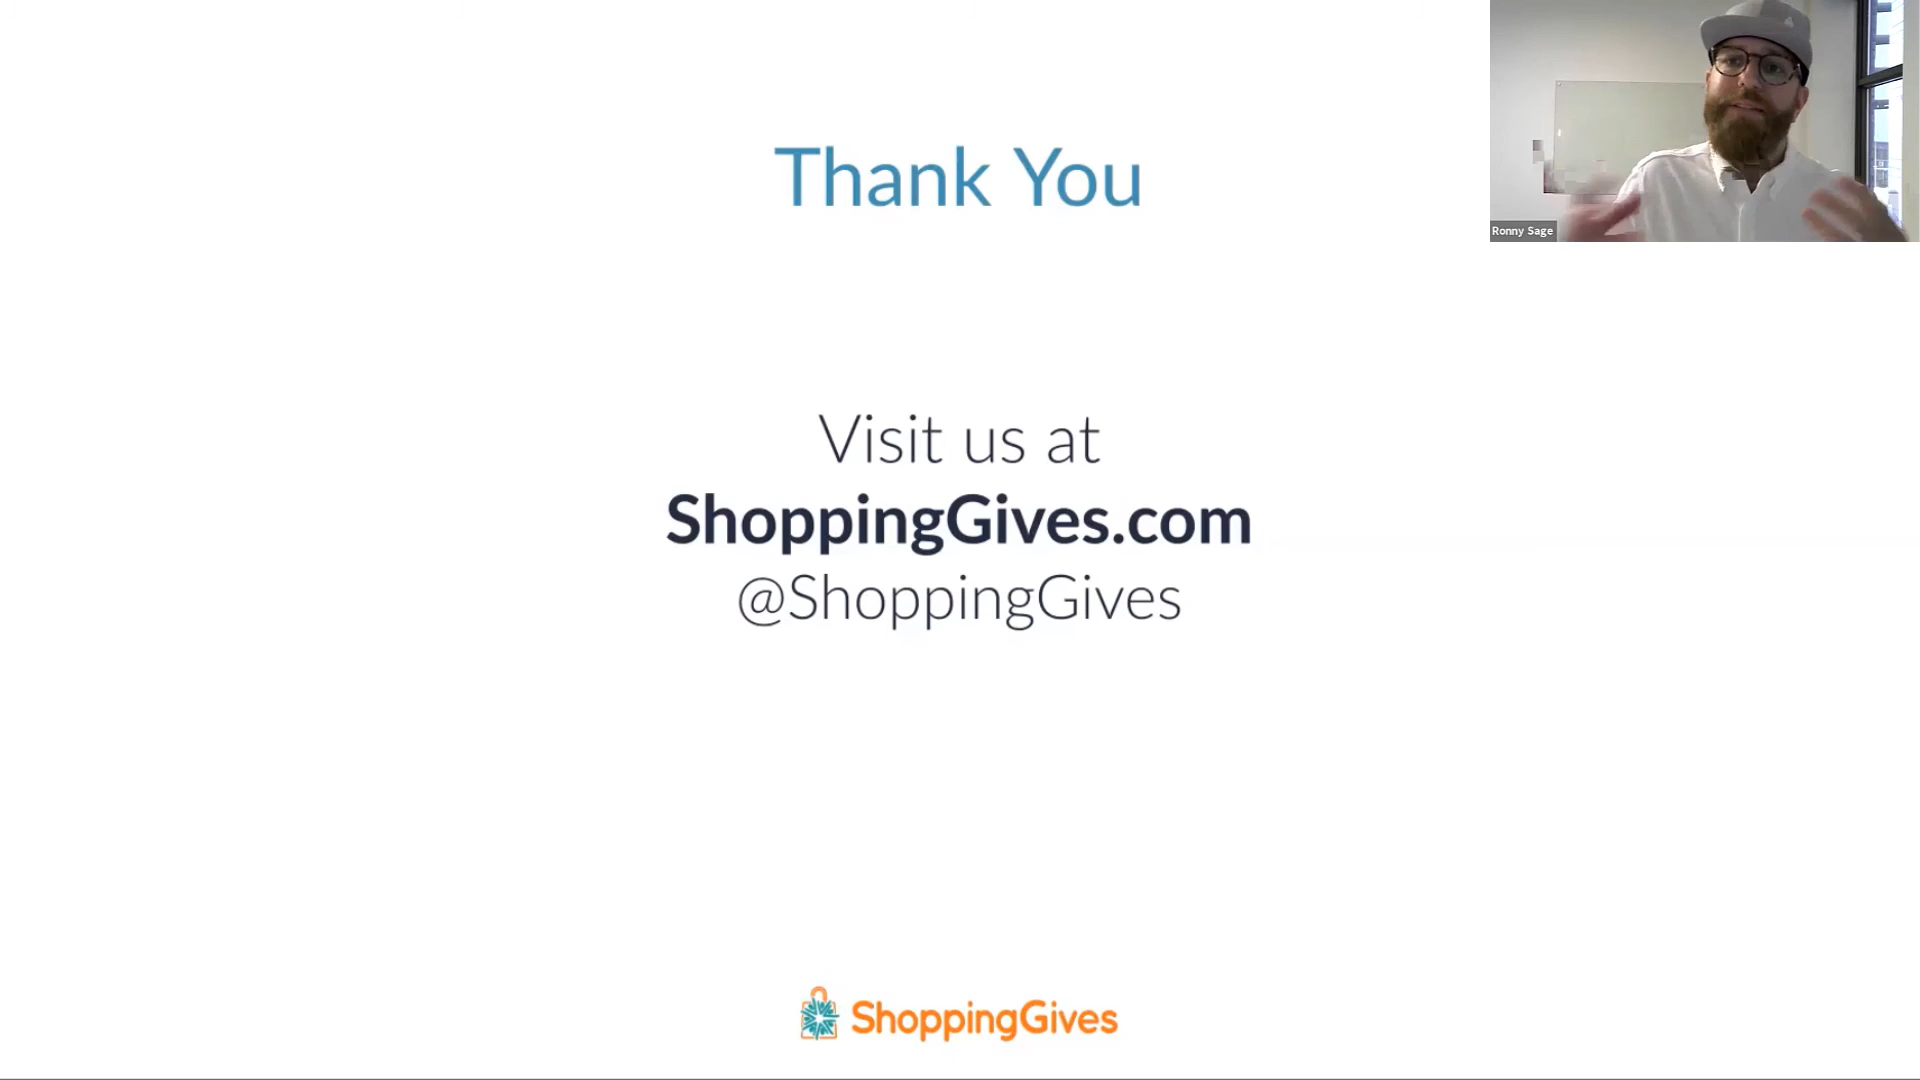 Thank You
Ronny Sage
Visit us at
ShoppingGives.com
@ShoppingGives
ShoppingGives